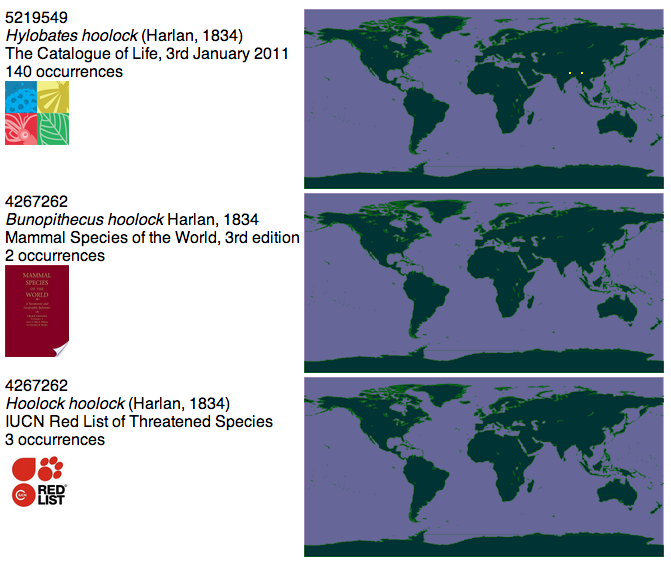 5219549
Hylobates hoolock (Harlan, 1834)
The Catalogue of Life, 3rd January 2011
140 occurrences
4267262
Bunopithecus hoolock Harlan, 1834
Mammal Species of the World, 3rd edition
2 occurrences
MAMMAL
SPECIES
OF THE
WORLD
4267262
Hoolock hoolock (Harlan, 1834)
IUCN Red List of Threatened Species
3 occurrences
RED
LIST